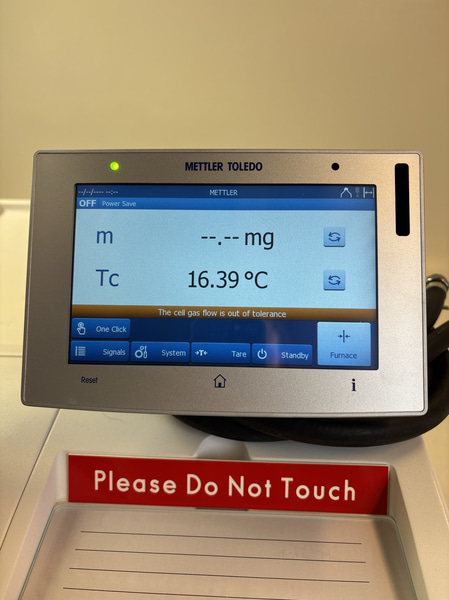 METTLER TOLEDO
--/--/---- --:--
METTLER
OFF Power Save
m --.-- mg
Tc 16.39 °C
The cell gas flow is out of tolerance
One Click
Signals System →T← Tare Standby Furnace
Reset i
Please Do Not Touch